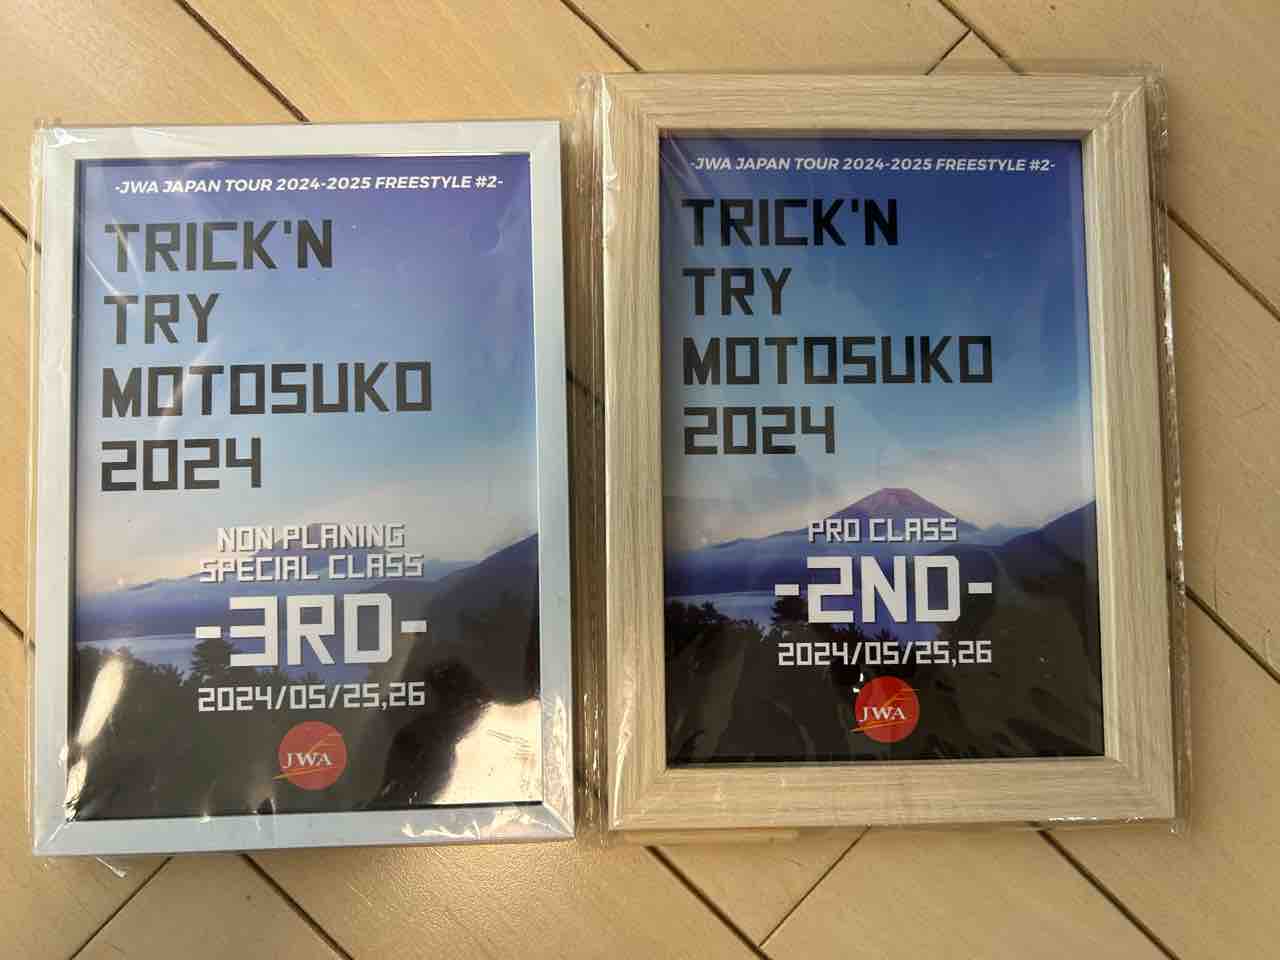 -JWA JAPAN TOUR 2024-2025 FREESTYLE #2-
TRICK'N
TRY
MOTOSUKO
2024
NON PLANING
SPECIAL CLASS
-3RD-
2024/05/25,26
JWA
-JWA JAPAN TOUR 2024-2025 FREESTYLE #2-
TRICK'N
TRY
MOTOSUKO
2024
PRO CLASS
-2ND-
2024/05/25,26
JWA